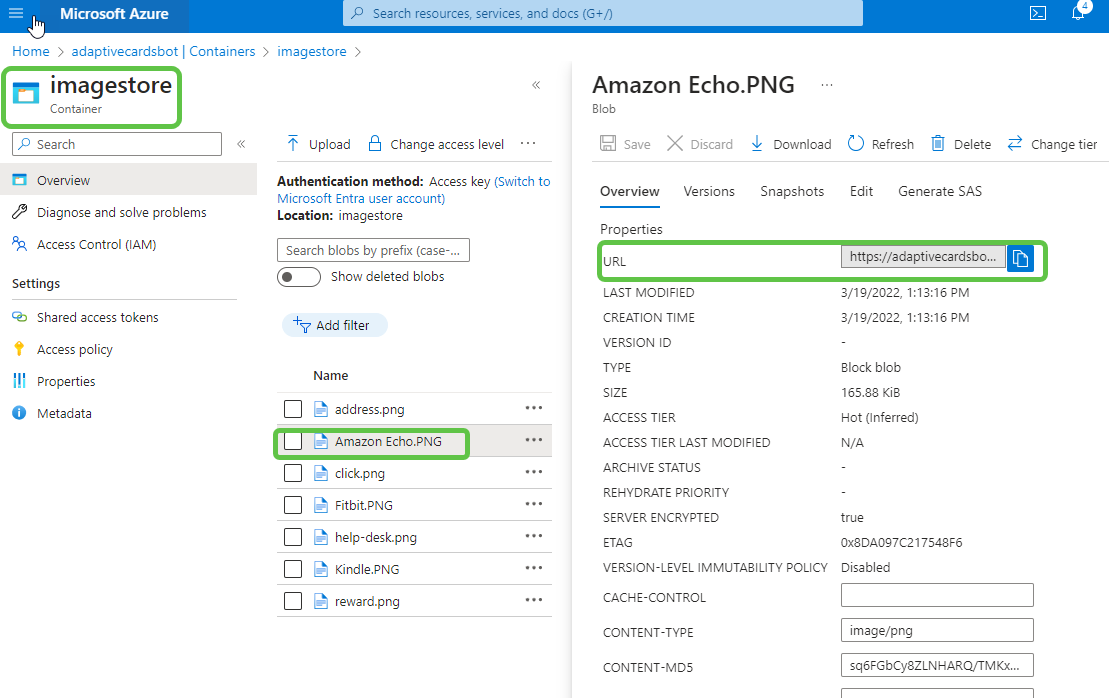 Microsoft Azure
Search resources, services, and docs (G+/)
4
Home > adaptivecardsbot | Containers > imagestore >
imagestore
Container
Search
Overview
Diagnose and solve problems
Access Control (IAM)
Settings
Shared access tokens
Access policy
Properties
Metadata
Upload
Change access level
Authentication method: Access key (Switch to
Microsoft Entra user account)
Location: imagestore
Search blobs by prefix (case-...
Show deleted blobs
Add filter
Name
address.png
Amazon Echo.PNG
click.png
Fitbit.PNG
help-desk.png
Kindle.PNG
reward.png
Amazon Echo.PNG
Blob
Save
Discard
Download
Refresh
Delete
Change tier
Overview
Versions
Snapshots
Edit
Generate SAS
Properties
URL https://adaptivecardsbo...
LAST MODIFIED 3/19/2022, 1:13:16 PM
CREATION TIME 3/19/2022, 1:13:16 PM
VERSION ID -
TYPE Block blob
SIZE 165.88 KiB
ACCESS TIER Hot (Inferred)
ACCESS TIER LAST MODIFIED N/A
ARCHIVE STATUS -
REHYDRATE PRIORITY -
SERVER ENCRYPTED true
ETAG 0x8DA097C217548F6
VERSION-LEVEL IMMUTABILITY POLICY Disabled
CACHE-CONTROL
CONTENT-TYPE image/png
CONTENT-MD5 sq6FGbCy8ZLNHARQ/TMKx...